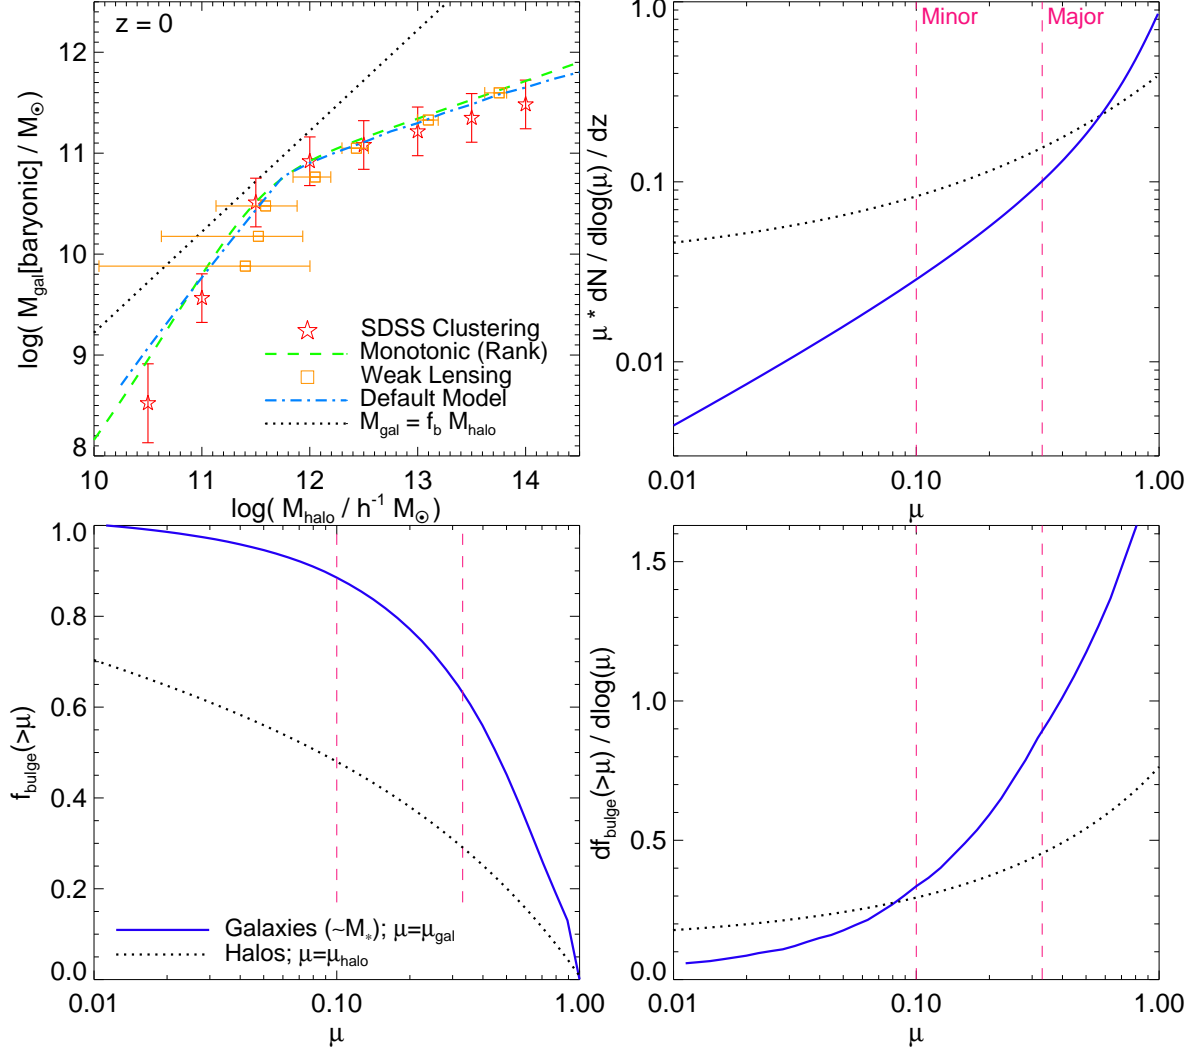 z = 0
log( M_gal[baryonic] / M_⊙)
12
11
10
9
8
SDSS Clustering
Monotonic (Rank)
Weak Lensing
Default Model
M_gal = f_b M_halo
10 11 12 13 14
log( M_halo / h^-1 M_⊙)
Minor Major
μ * dN / dlog(μ) / dz
1.0
0.1
0.01
0.01 0.10 1.00
μ
f_bulge(>μ)
1.0
0.8
0.6
0.4
0.2
0.0
Galaxies (~M_*); μ=μ_gal
Halos; μ=μ_halo
0.01 0.10 1.00
μ
df_bulge(>μ) / dlog(μ)
1.5
1.0
0.5
0.0
0.01 0.10 1.00
μ